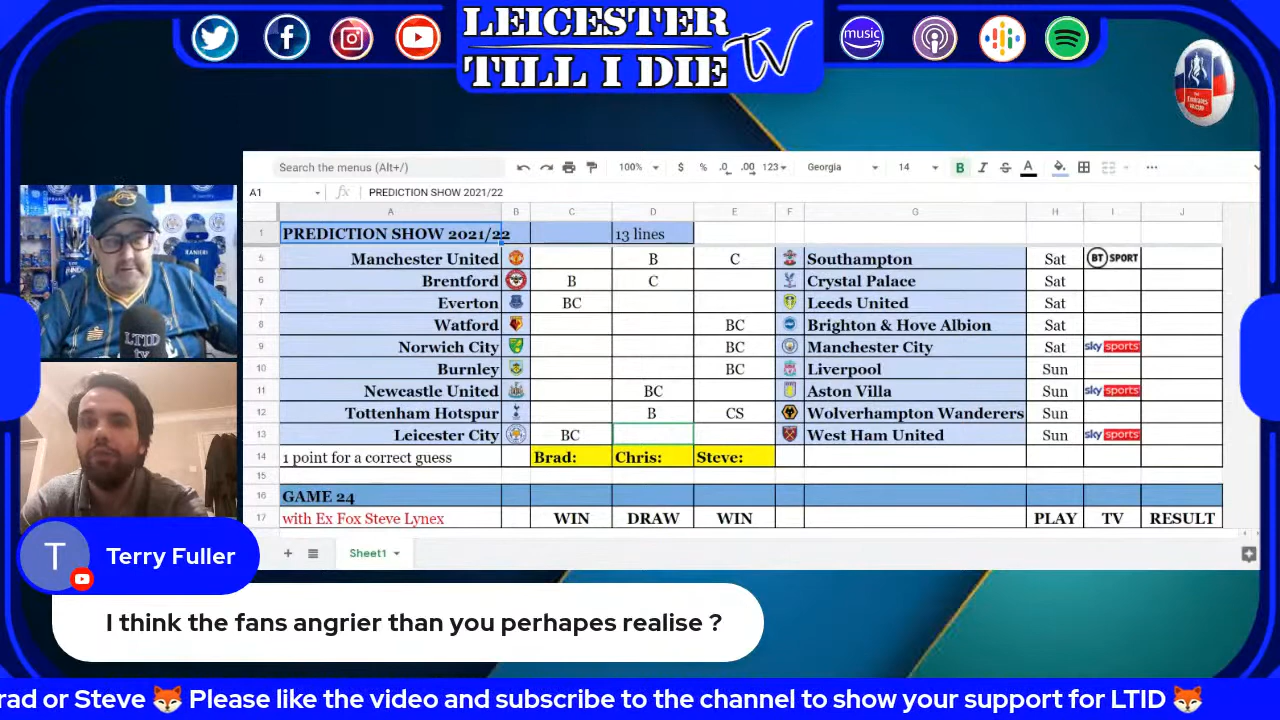 LEICESTER
TILL I DIE TV
music
Search the menus (Alt+/) 100% $ % .0 .00 123 Georgia 14 B I S A
A1 fx PREDICTION SHOW 2021/22
A B C D E F G H I J
1 PREDICTION SHOW 2021/22 13 lines
5 Manchester United B C Southampton Sat BT SPORT
6 Brentford B C Crystal Palace Sat
7 Everton BC Leeds United Sat
8 Watford BC Brighton & Hove Albion Sat
9 Norwich City BC Manchester City Sat sky sports
10 Burnley BC Liverpool Sun
11 Newcastle United BC Aston Villa Sun sky sports
12 Tottenham Hotspur B CS Wolverhampton Wanderers Sun
13 Leicester City BC West Ham United Sun sky sports
14 1 point for a correct guess Brad: Chris: Steve:
15
16 GAME 24
17 with Ex Fox Steve Lynex WIN DRAW WIN PLAY TV RESULT
+ Sheet1
RANIERI
LTID
tv
T Terry Fuller
I think the fans angrier than you perhapes realise ?
rad or Steve 🦊 Please like the video and subscribe to the channel to show your support for LTID 🦊